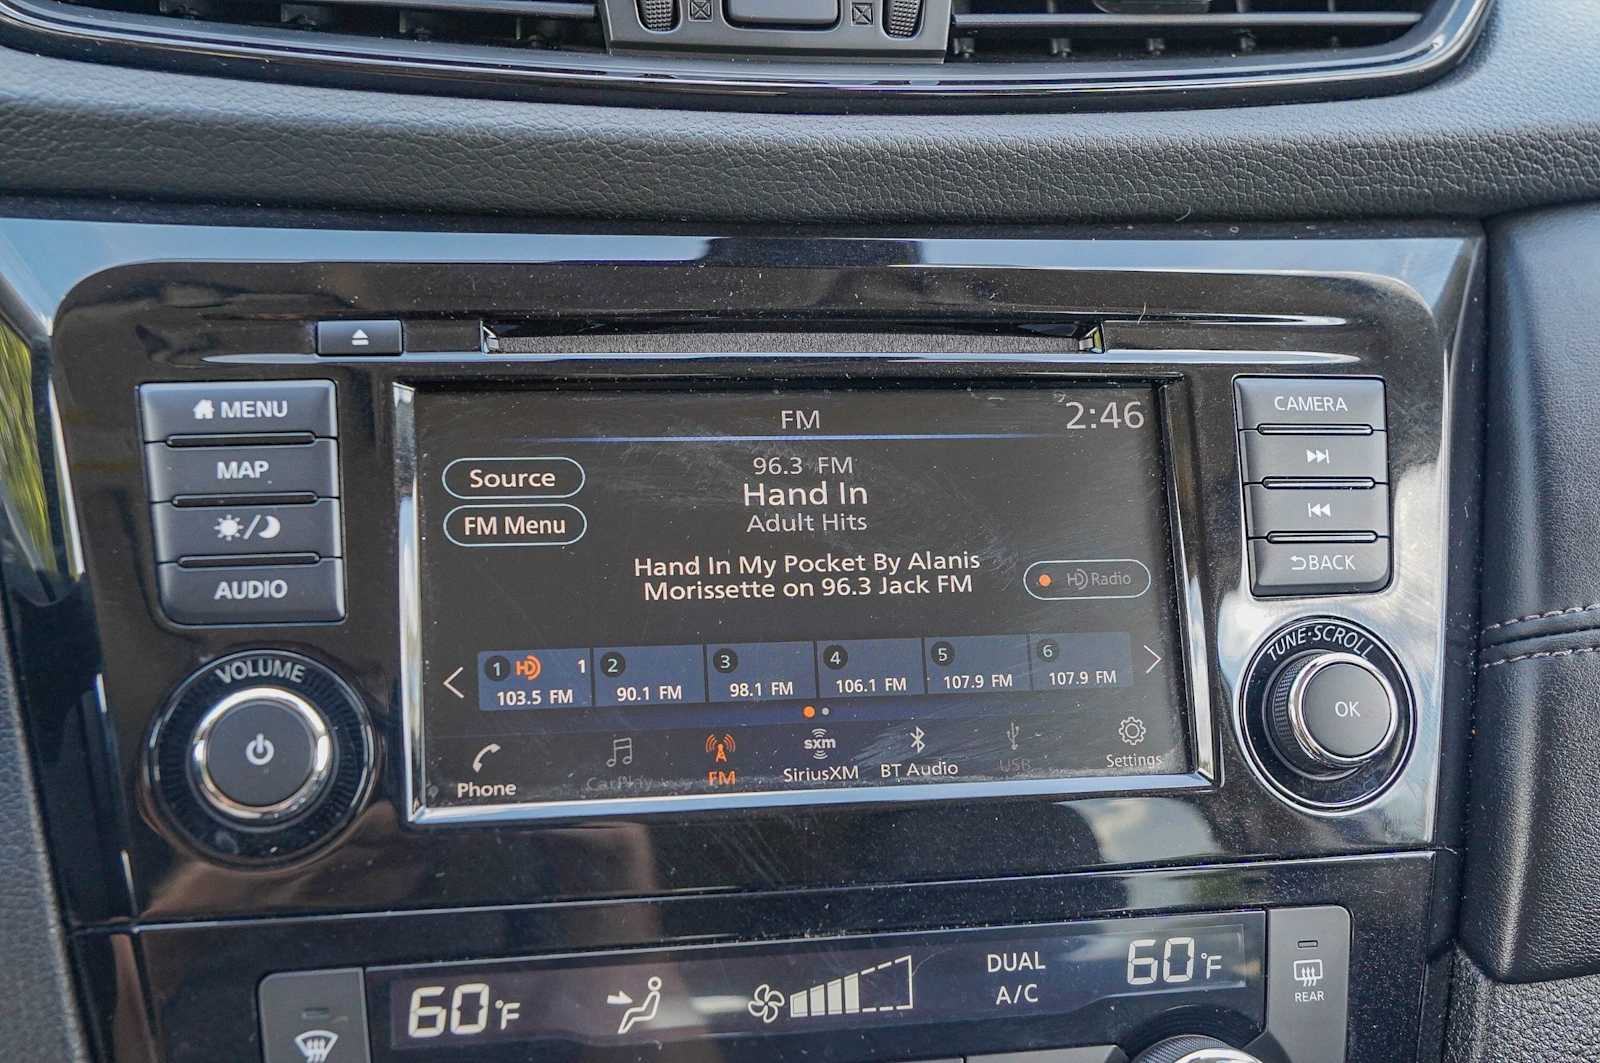 MENU
MAP
AUDIO
VOLUME
FM
2:46
Source
FM Menu
96.3 FM
Hand In
Adult Hits
Hand In My Pocket By Alanis
Morissette on 96.3 Jack FM
HD Radio
1 HD 1
103.5 FM
2
90.1 FM
3
98.1 FM
4
106.1 FM
5
107.9 FM
6
107.9 FM
Phone
CarPlay
FM
sxm
SiriusXM
BT Audio
USB
Settings
CAMERA
BACK
TUNE·SCROLL
OK
60°F
DUAL
A/C
60°F
REAR